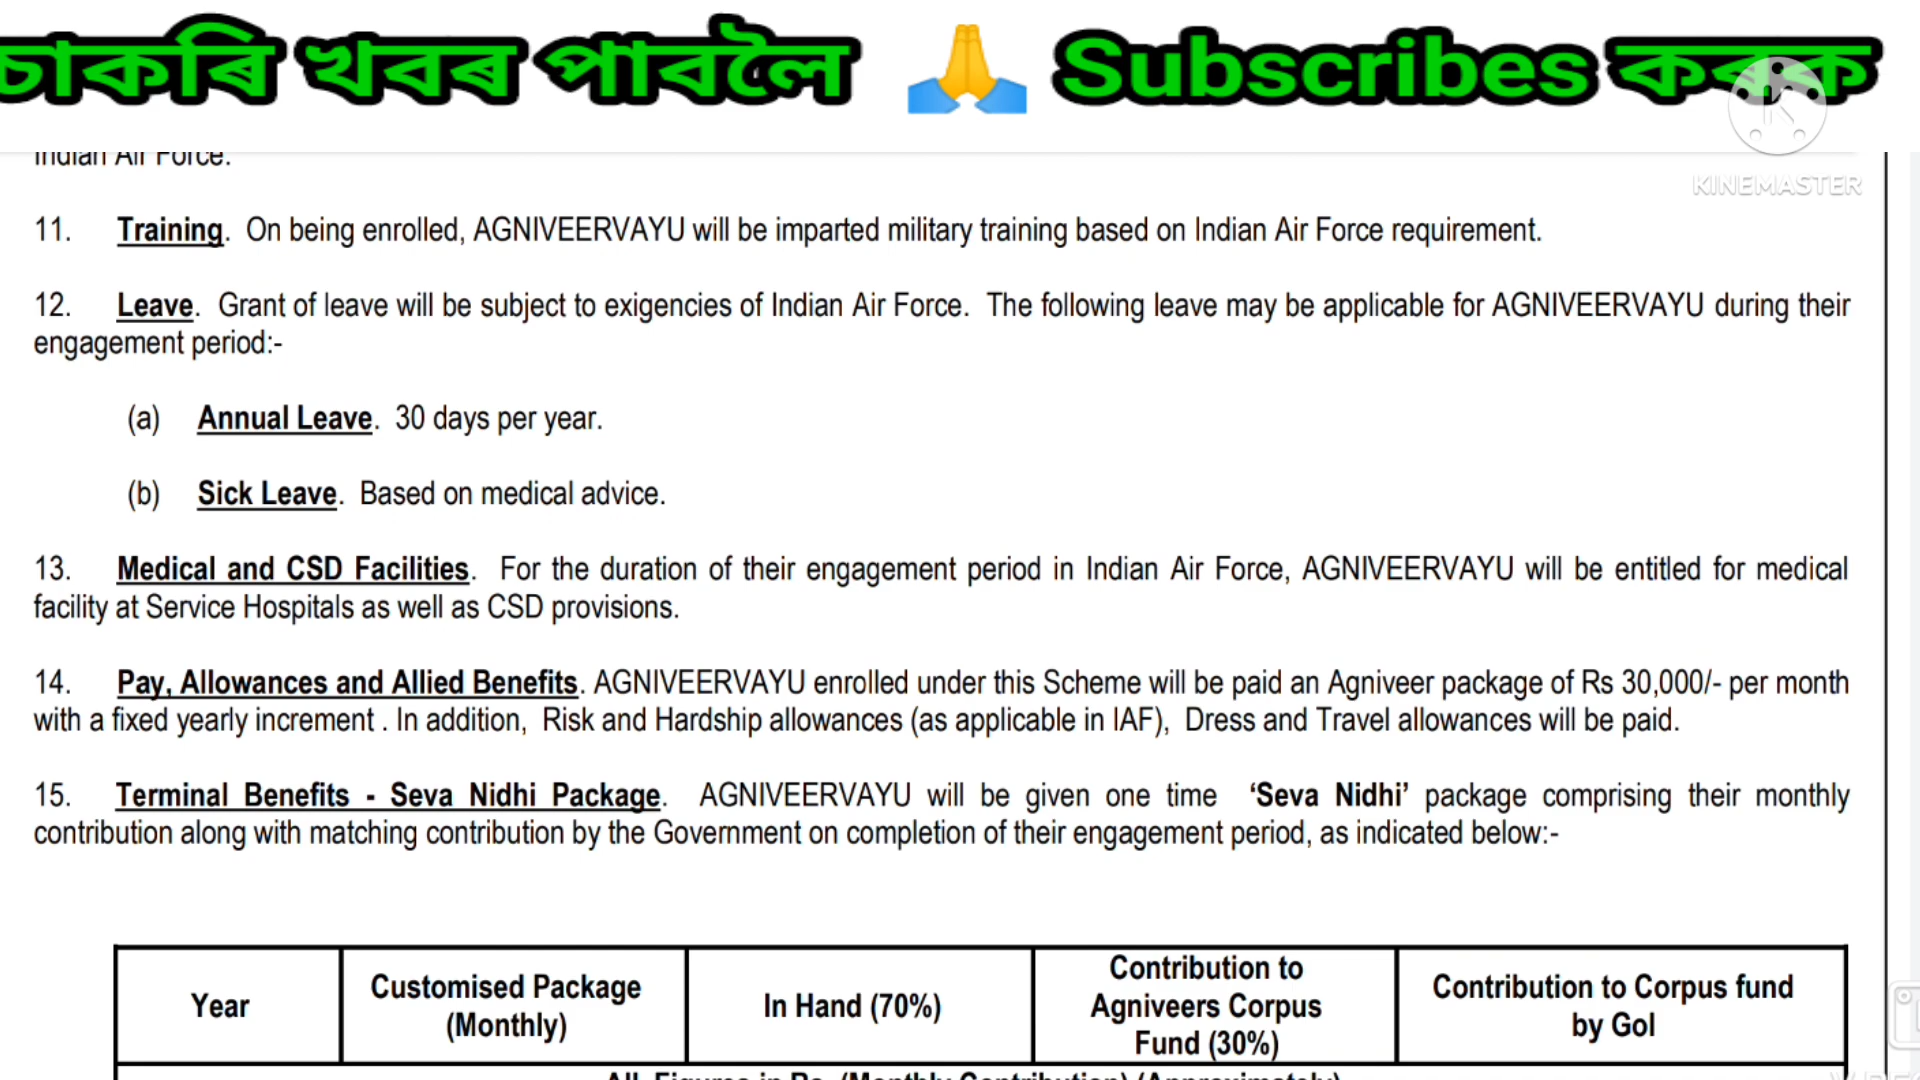 চাকৰি খবৰ পাবলৈ 🙏 Subscribes কৰক
KINEMASTER
Indian Air Force.
11. Training. On being enrolled, AGNIVEERVAYU will be imparted military training based on Indian Air Force requirement.
12. Leave. Grant of leave will be subject to exigencies of Indian Air Force. The following leave may be applicable for AGNIVEERVAYU during their
engagement period:-
(a) Annual Leave. 30 days per year.
(b) Sick Leave. Based on medical advice.
13. Medical and CSD Facilities. For the duration of their engagement period in Indian Air Force, AGNIVEERVAYU will be entitled for medical
facility at Service Hospitals as well as CSD provisions.
14. Pay, Allowances and Allied Benefits. AGNIVEERVAYU enrolled under this Scheme will be paid an Agniveer package of Rs 30,000/- per month
with a fixed yearly increment . In addition, Risk and Hardship allowances (as applicable in IAF), Dress and Travel allowances will be paid.
15. Terminal Benefits - Seva Nidhi Package. AGNIVEERVAYU will be given one time ‘Seva Nidhi’ package comprising their monthly
contribution along with matching contribution by the Government on completion of their engagement period, as indicated below:-
Year
Customised Package
(Monthly)
In Hand (70%)
Contribution to
Agniveers Corpus
Fund (30%)
Contribution to Corpus fund
by GoI
All Figures in Rs (Monthly Contribution) (Approximately)